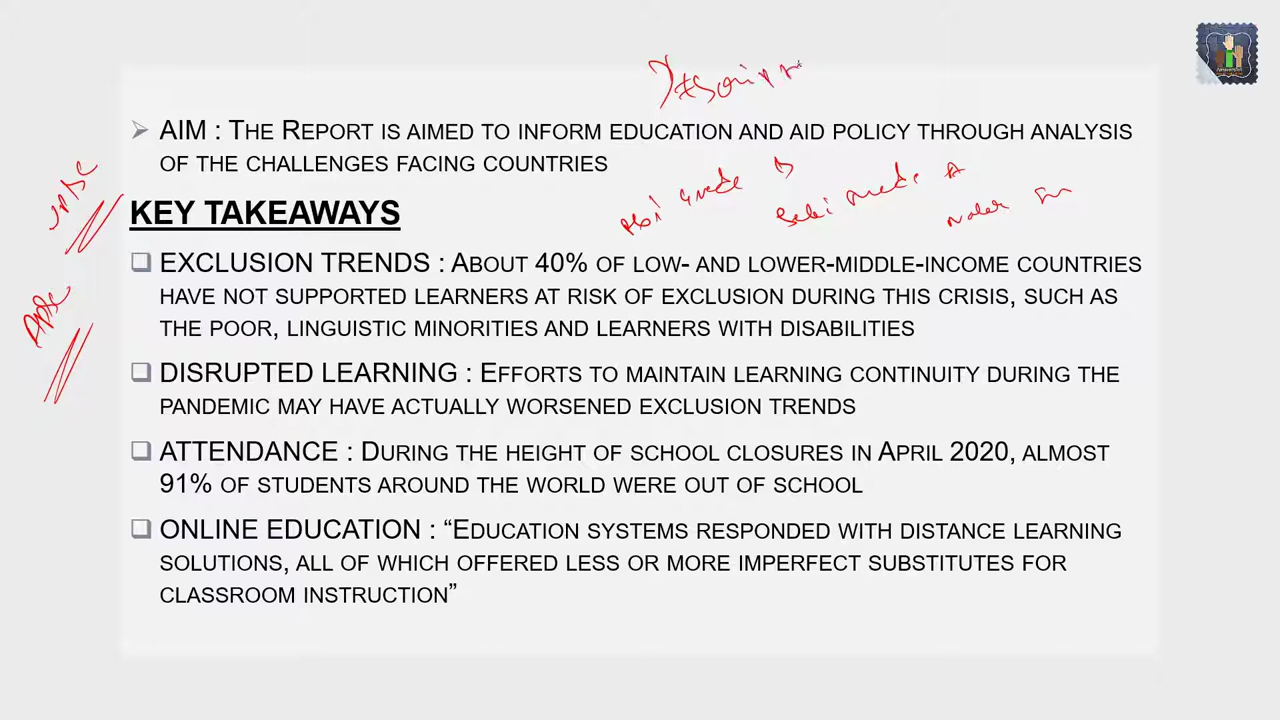 AIM : THE REPORT IS AIMED TO INFORM EDUCATION AND AID POLICY THROUGH ANALYSIS
OF THE CHALLENGES FACING COUNTRIES
KEY TAKEAWAYS
EXCLUSION TRENDS : ABOUT 40% OF LOW- AND LOWER-MIDDLE-INCOME COUNTRIES
HAVE NOT SUPPORTED LEARNERS AT RISK OF EXCLUSION DURING THIS CRISIS, SUCH AS
THE POOR, LINGUISTIC MINORITIES AND LEARNERS WITH DISABILITIES
DISRUPTED LEARNING : EFFORTS TO MAINTAIN LEARNING CONTINUITY DURING THE
PANDEMIC MAY HAVE ACTUALLY WORSENED EXCLUSION TRENDS
ATTENDANCE : DURING THE HEIGHT OF SCHOOL CLOSURES IN APRIL 2020, ALMOST
91% OF STUDENTS AROUND THE WORLD WERE OUT OF SCHOOL
ONLINE EDUCATION : “EDUCATION SYSTEMS RESPONDED WITH DISTANCE LEARNING
SOLUTIONS, ALL OF WHICH OFFERED LESS OR MORE IMPERFECT SUBSTITUTES FOR
CLASSROOM INSTRUCTION”